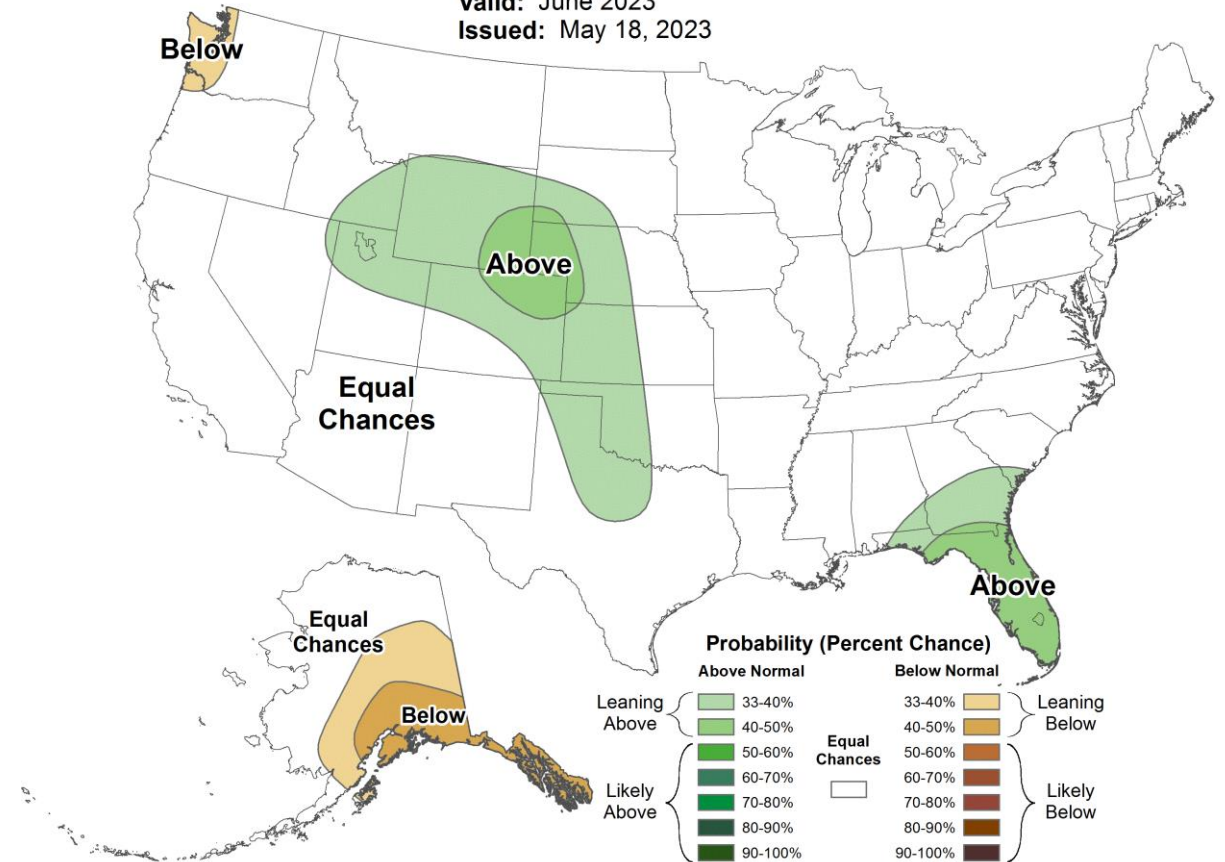 Valid: June 2023
Issued: May 18, 2023
Below
Above
Equal
Chances
Above
Equal
Chances
Below
Probability (Percent Chance)
Above Normal
Below Normal
Leaning
Above
33-40%
40-50%
Likely
Above
50-60%
60-70%
70-80%
80-90%
90-100%
Equal
Chances
33-40%
40-50%
Leaning
Below
50-60%
60-70%
70-80%
80-90%
90-100%
Likely
Below